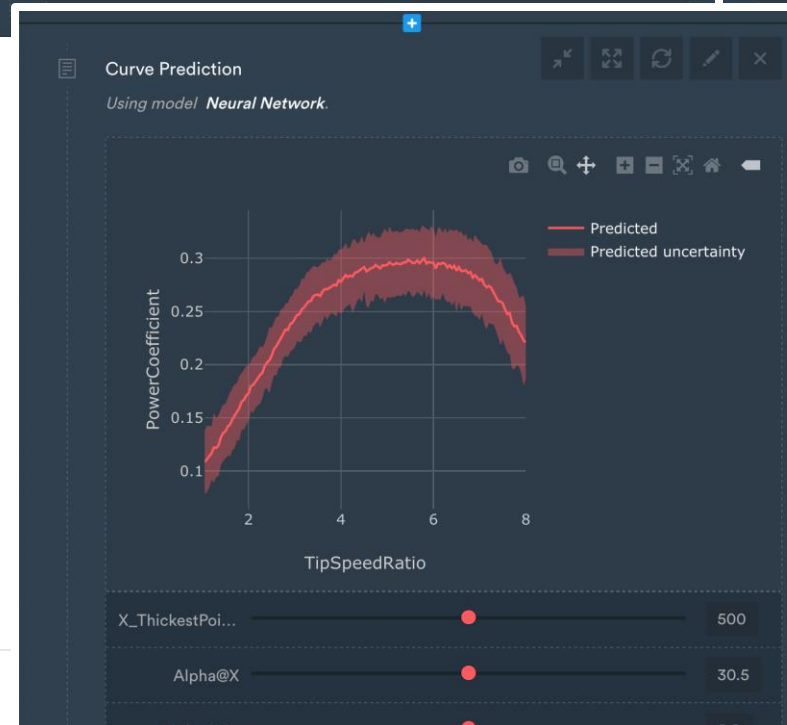 Curve Prediction
Using model Neural Network.
Predicted
Predicted uncertainty
0.3
0.25
0.2
0.15
0.1
PowerCoefficient
2 4 6 8
TipSpeedRatio
X_ThickestPoi... 500
Alpha@X 30.5